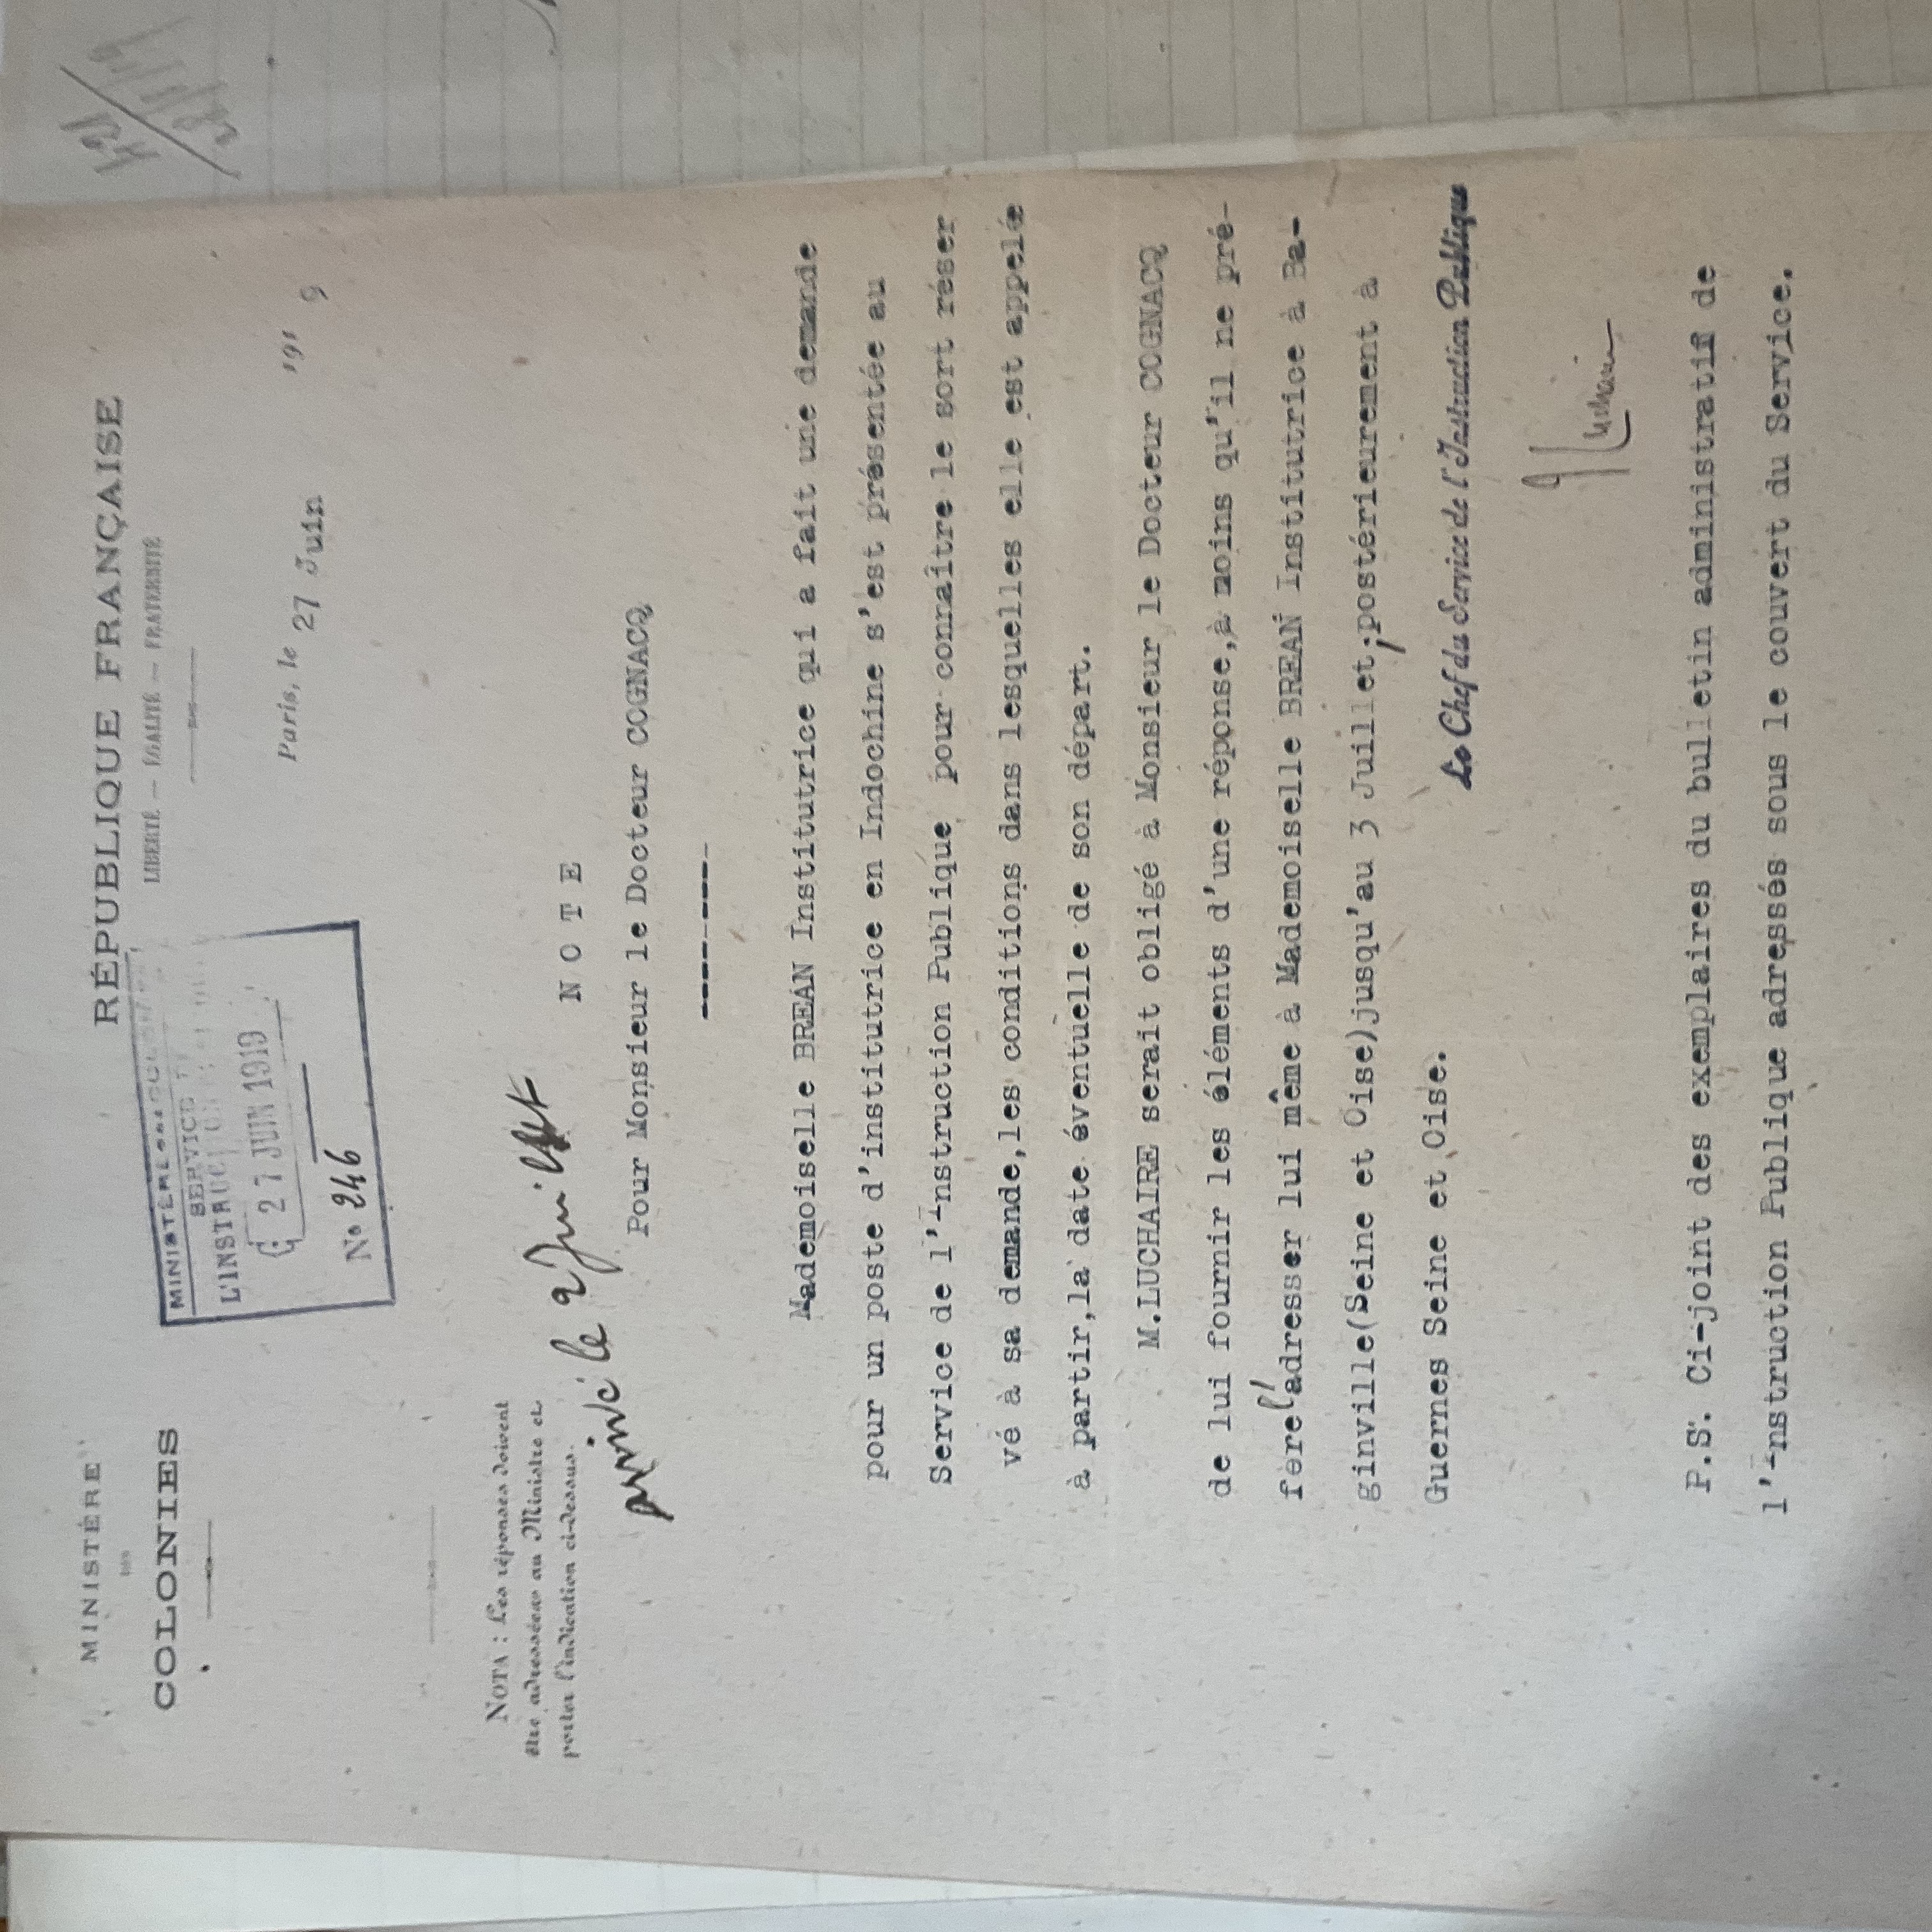 MINISTÈRE
DES
COLONIES
RÉPUBLIQUE FRANÇAISE
LIBERTÉ — ÉGALITÉ — FRATERNITÉ
MINISTÈRE
SERVICE
L'INSTRUC
27 JUIN 1919
N° 246
Paris, le 27 Juin 191 9
NOTA : Les réponses doivent
être adressées au Ministre et
porter l'indication ci-dessus.
arrivé le 2 Juillet
N O T E
Pour Monsieur le Docteur COGNACQ
Mademoiselle BREAN Institutrice qui a fait une demande
pour un poste d'institutrice en Indochine s'est présentée au
Service de l'Instruction Publique pour connaître le sort réser
vé à sa demande,les conditions dans lesquelles elle est appelée
à partir,la date éventuelle de son départ.
M.LUCHAIRE serait obligé à Monsieur le Docteur COGNACQ
de lui fournir les éléments d'une réponse,à moins qu'il ne pré-
fère l'adresser lui même à Mademoiselle BREAN Institutrice à Ba-
ginville(Seine et Oise)jusqu'au 3 Juillet;postérieurement à
Guernes Seine et Oise.
Le Chef du Service de l'Instruction Publique
Luchaire
P.S. Ci-joint des exemplaires du bulletin administratif de
l'Instruction Publique adressés sous le couvert du Service.